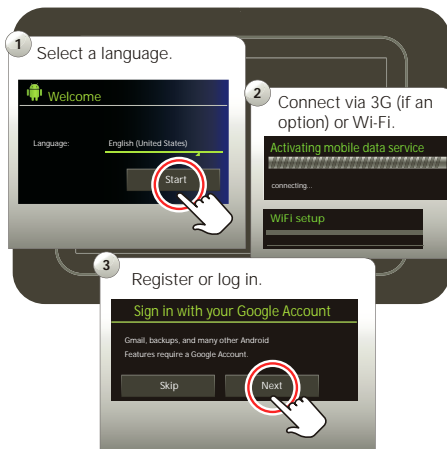 1
Select a language.
Welcome
Language: English (United States)
Start
2
Connect via 3G (if an
option) or Wi-Fi.
Activating mobile data service
connecting...
WiFi setup
3
Register or log in.
Sign in with your Google Account
Gmail, backups, and many other Android
Features require a Google Account.
Skip Next